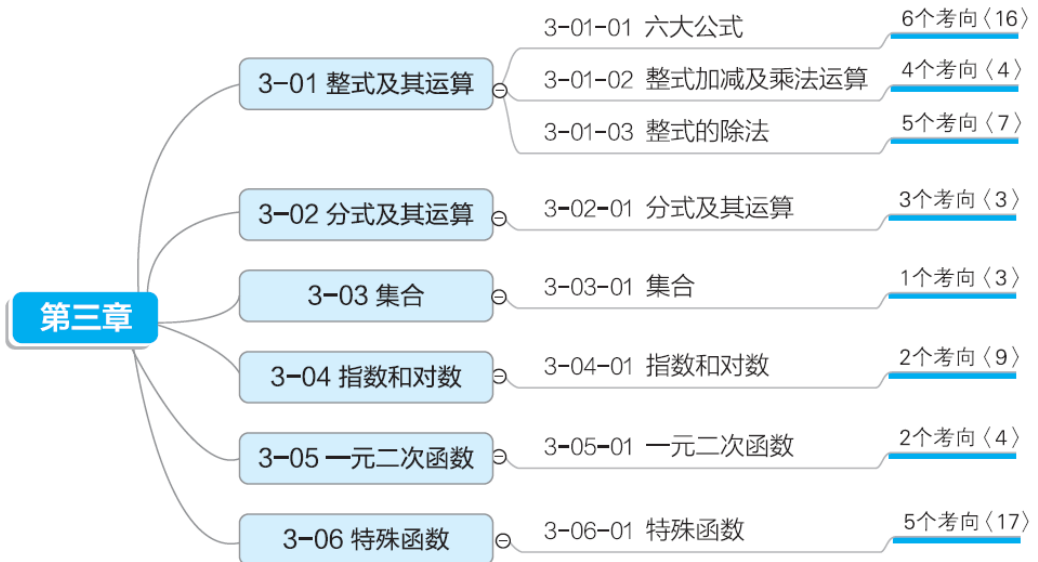 第三章
3-01 整式及其运算
3-01-01 六大公式
6个考向〈16〉
3-01-02 整式加减及乘法运算
4个考向〈4〉
3-01-03 整式的除法
5个考向〈7〉
3-02 分式及其运算
3-02-01 分式及其运算
3个考向〈3〉
3-03 集合
3-03-01 集合
1个考向〈3〉
3-04 指数和对数
3-04-01 指数和对数
2个考向〈9〉
3-05 一元二次函数
3-05-01 一元二次函数
2个考向〈4〉
3-06 特殊函数
3-06-01 特殊函数
5个考向〈17〉